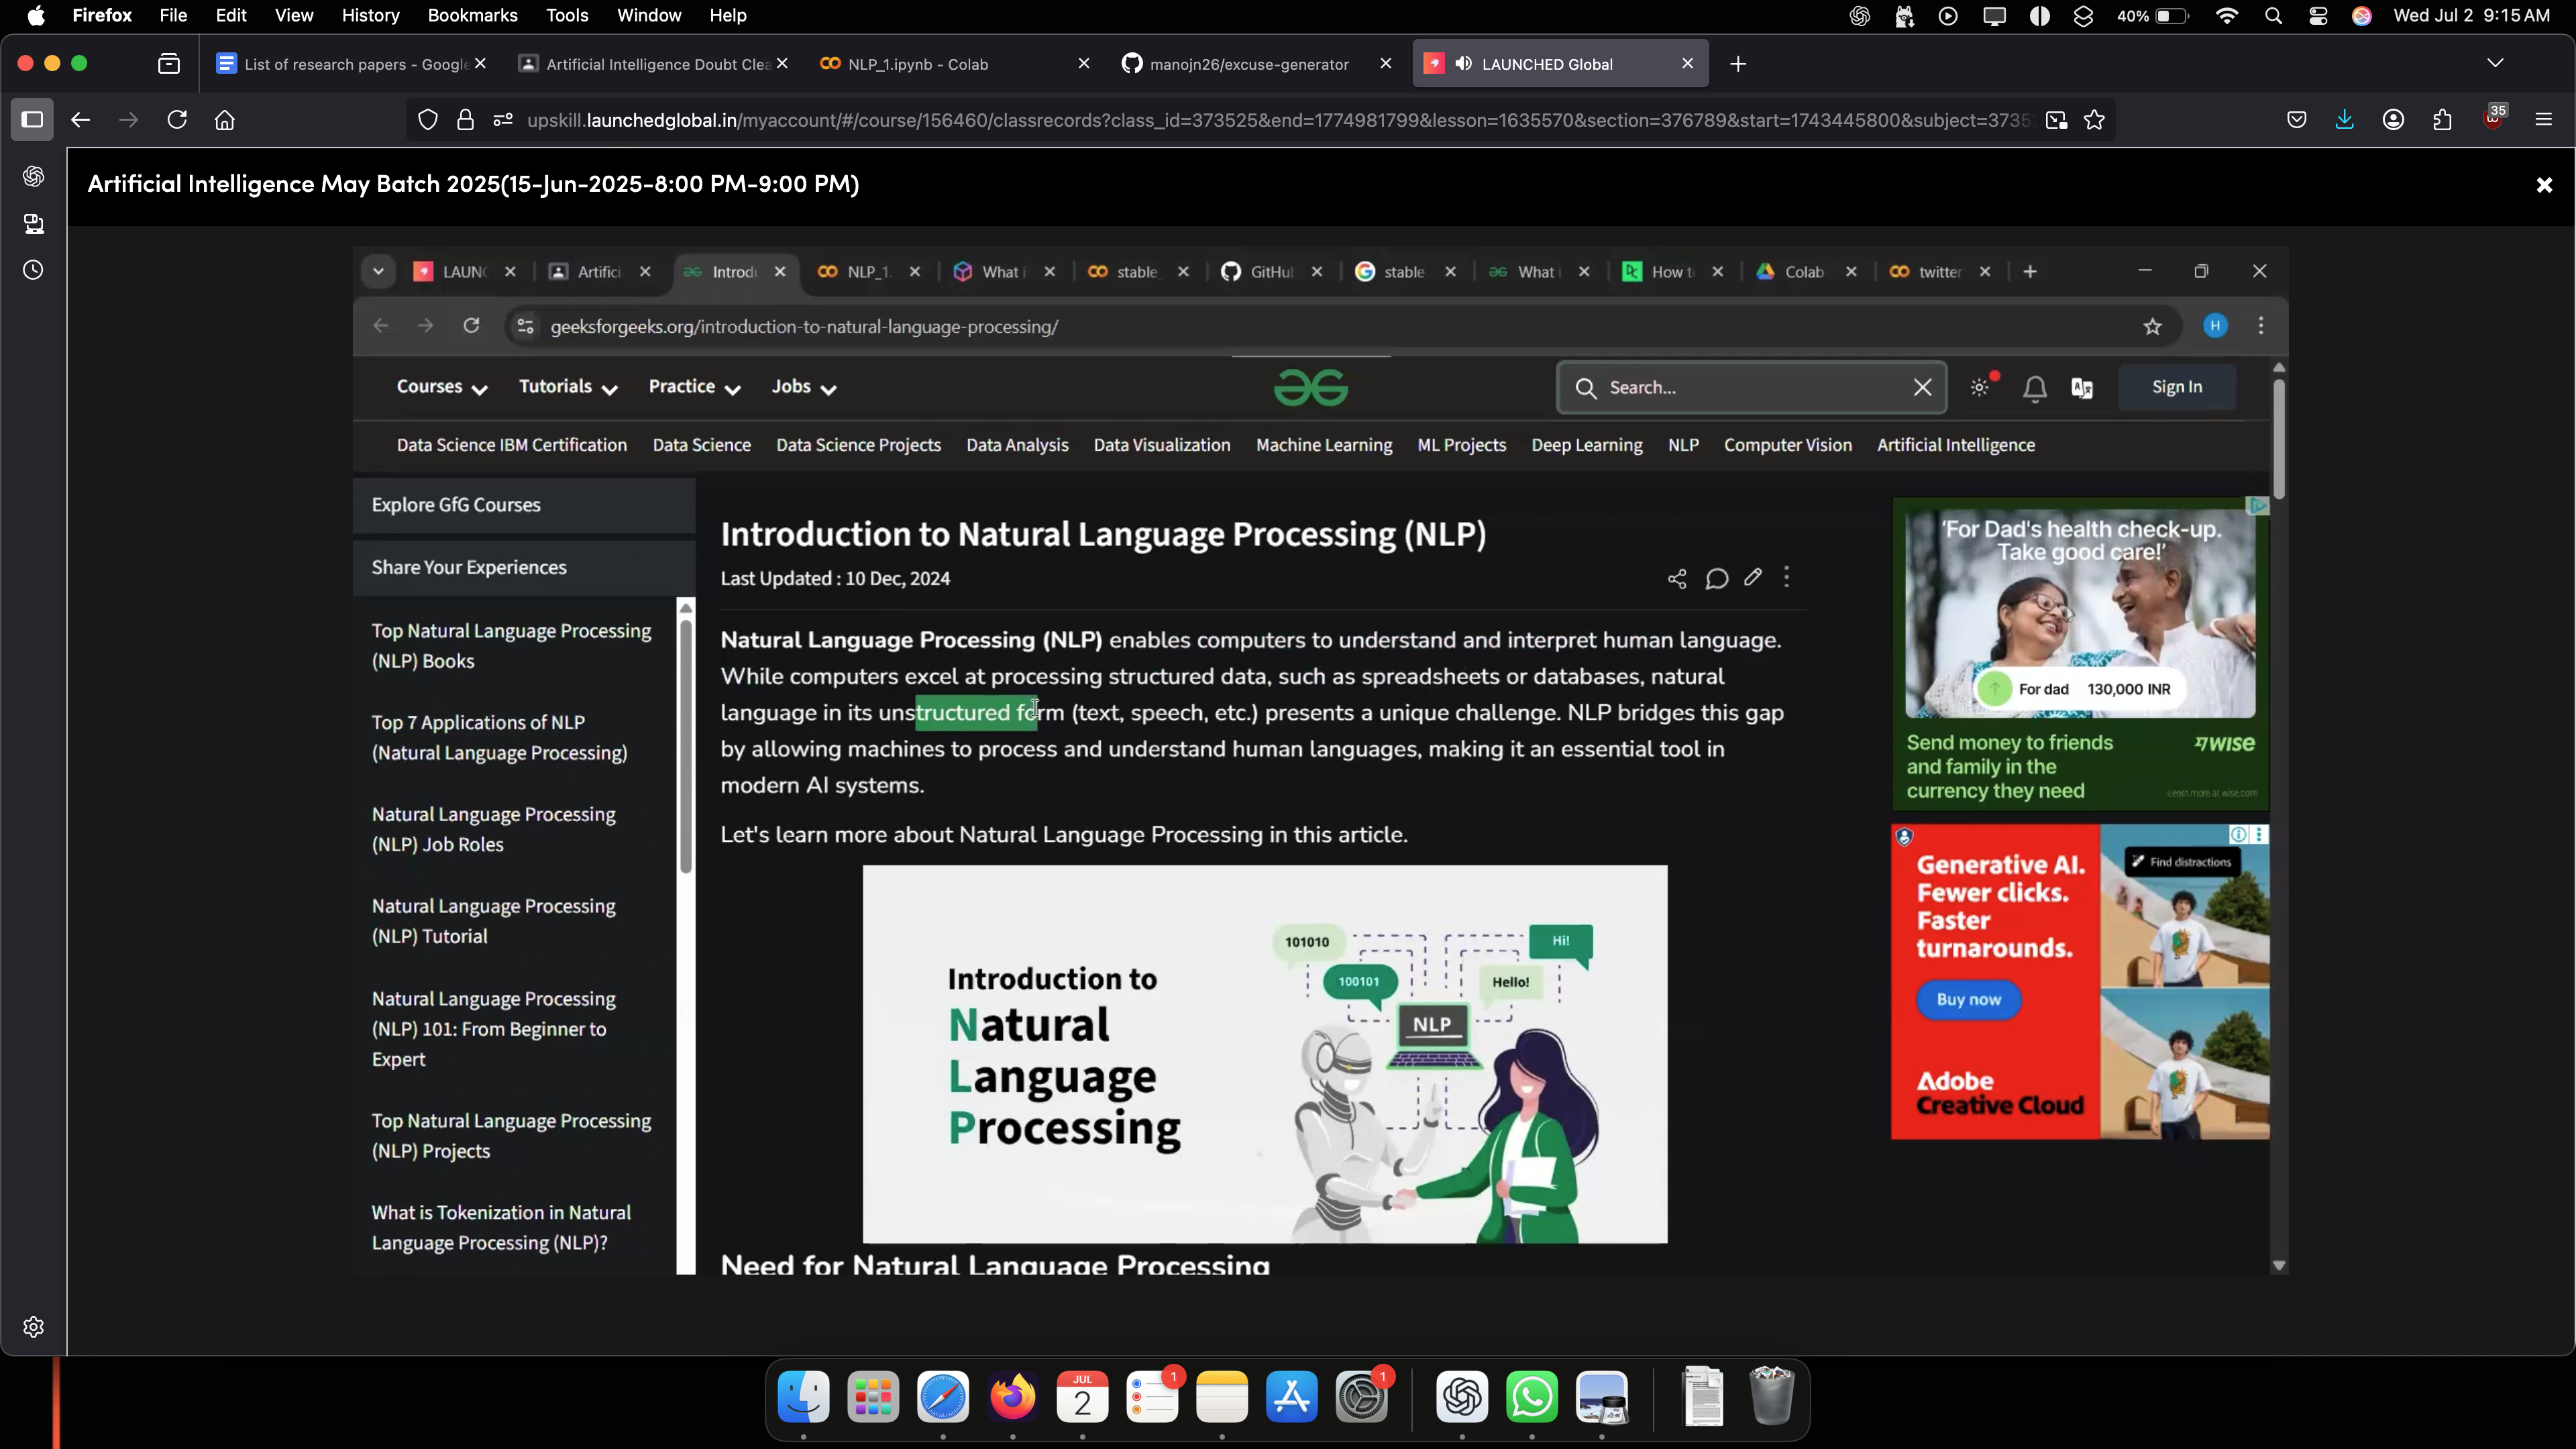 Firefox File Edit View History Bookmarks Tools Window Help 40% Wed Jul 2 9:15 AM
List of research papers - Google
Artificial Intelligence Doubt Clea
NLP_1.ipynb - Colab
manojn26/excuse-generator
LAUNCHED Global
upskill.launchedglobal.in/myaccount/#/course/156460/classrecords?class_id=373525&end=1774981799&lesson=1635570&section=376789&start=1743445800&subject=3735
35
Artificial Intelligence May Batch 2025(15-Jun-2025-8:00 PM-9:00 PM)
LAUNC
Artifici
Introdu
NLP_1.
What i
stable_
GitHu
stable
What i
How t
Colab
twitter
geeksforgeeks.org/introduction-to-natural-language-processing/
H
Courses Tutorials Practice Jobs
Search...
Sign In
Data Science IBM Certification Data Science Data Science Projects Data Analysis Data Visualization Machine Learning ML Projects Deep Learning NLP Computer Vision Artificial Intelligence
Explore GfG Courses
Share Your Experiences
Top Natural Language Processing
(NLP) Books
Top 7 Applications of NLP
(Natural Language Processing)
Natural Language Processing
(NLP) Job Roles
Natural Language Processing
(NLP) Tutorial
Natural Language Processing
(NLP) 101: From Beginner to
Expert
Top Natural Language Processing
(NLP) Projects
What is Tokenization in Natural
Language Processing (NLP)?
Introduction to Natural Language Processing (NLP)
Last Updated : 10 Dec, 2024
Natural Language Processing (NLP) enables computers to understand and interpret human language.
While computers excel at processing structured data, such as spreadsheets or databases, natural
language in its unstructured form (text, speech, etc.) presents a unique challenge. NLP bridges this gap
by allowing machines to process and understand human languages, making it an essential tool in
modern AI systems.
Let's learn more about Natural Language Processing in this article.
Introduction to
Natural
Language
Processing
101010
100101
Hi!
Hello!
NLP
Need for Natural Language Processing
'For Dad's health check-up.
Take good care!'
For dad 130,000 INR
Send money to friends
and family in the
currency they need
WISE
Learn more at wise.com
Generative AI.
Fewer clicks.
Faster
turnarounds.
Find distractions
Buy now
Adobe
Creative Cloud
JUL
2
1
1